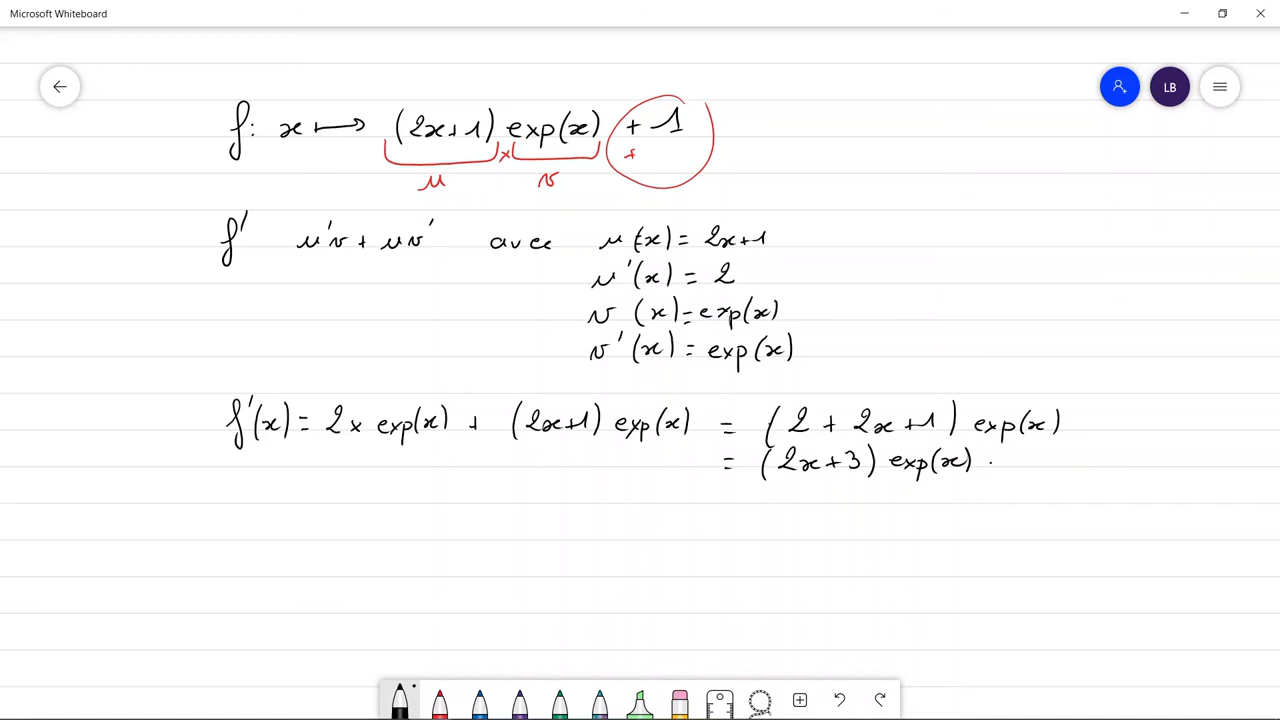 Microsoft Whiteboard
LB
f: x ⟼ (2x+1) exp(x) + 1
× +
u v
f' u'v + uv' avec u(x) = 2x+1
u'(x) = 2
v(x) = exp(x)
v'(x) = exp(x)
f'(x) = 2 × exp(x) + (2x+1) exp(x) = (2 + 2x + 1) exp(x)
= (2x+3) exp(x).